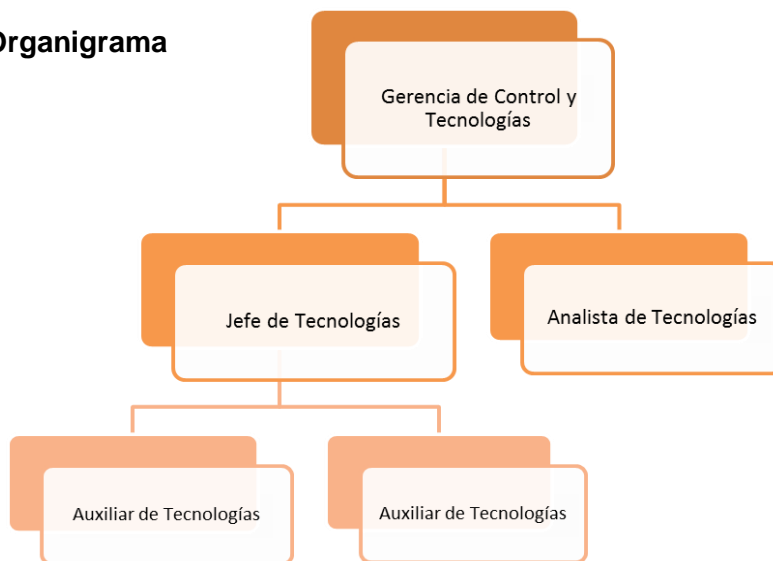 Organigrama
Gerencia de Control y
Tecnologías
Jefe de Tecnologías
Analista de Tecnologías
Auxiliar de Tecnologías
Auxiliar de Tecnologías